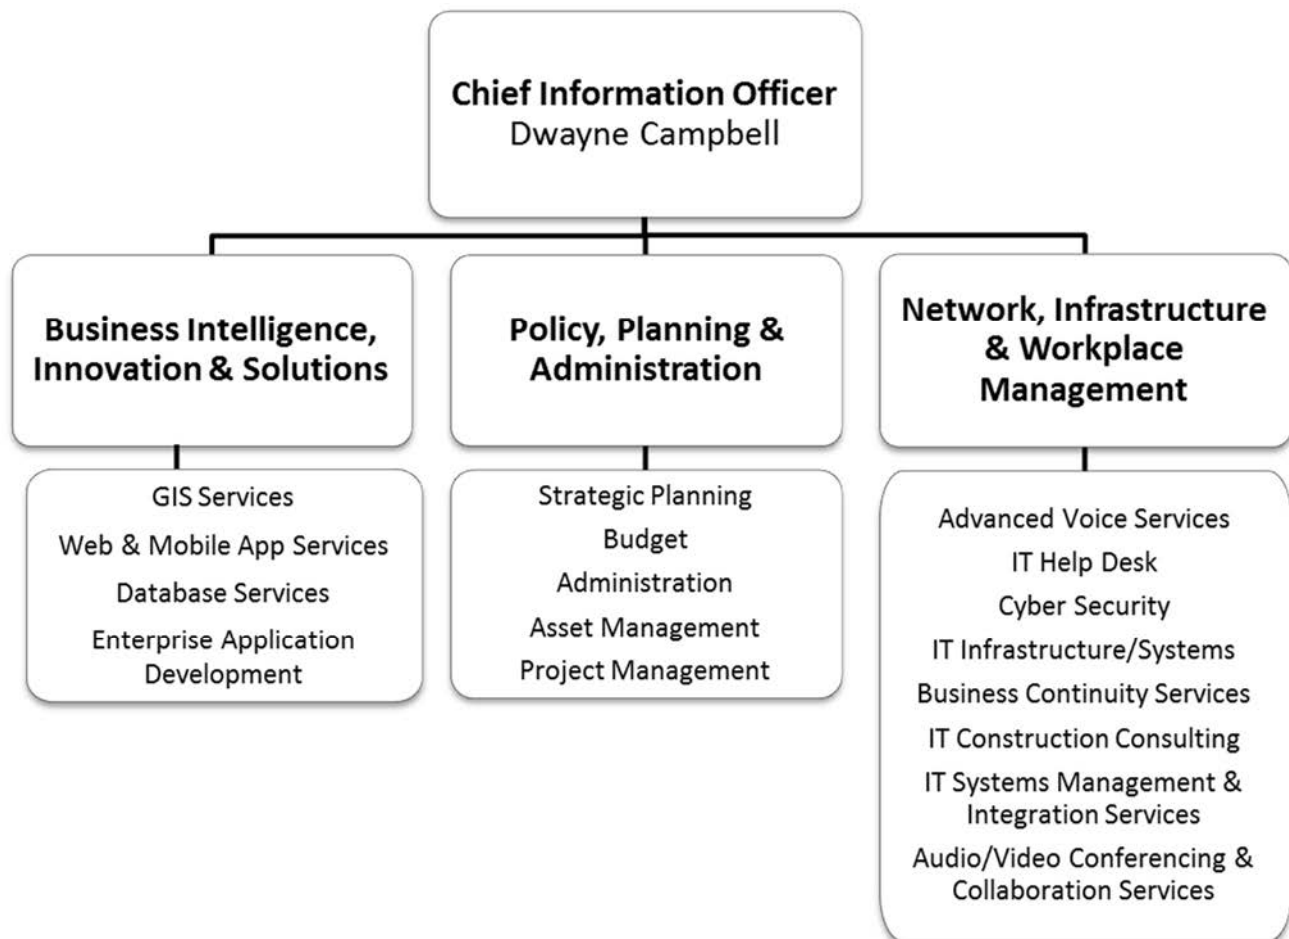 Chief Information Officer
Dwayne Campbell
Business Intelligence,
Innovation & Solutions
Policy, Planning &
Administration
Network, Infrastructure
& Workplace
Management
GIS Services
Web & Mobile App Services
Database Services
Enterprise Application
Development
Strategic Planning
Budget
Administration
Asset Management
Project Management
Advanced Voice Services
IT Help Desk
Cyber Security
IT Infrastructure/Systems
Business Continuity Services
IT Construction Consulting
IT Systems Management &
Integration Services
Audio/Video Conferencing &
Collaboration Services